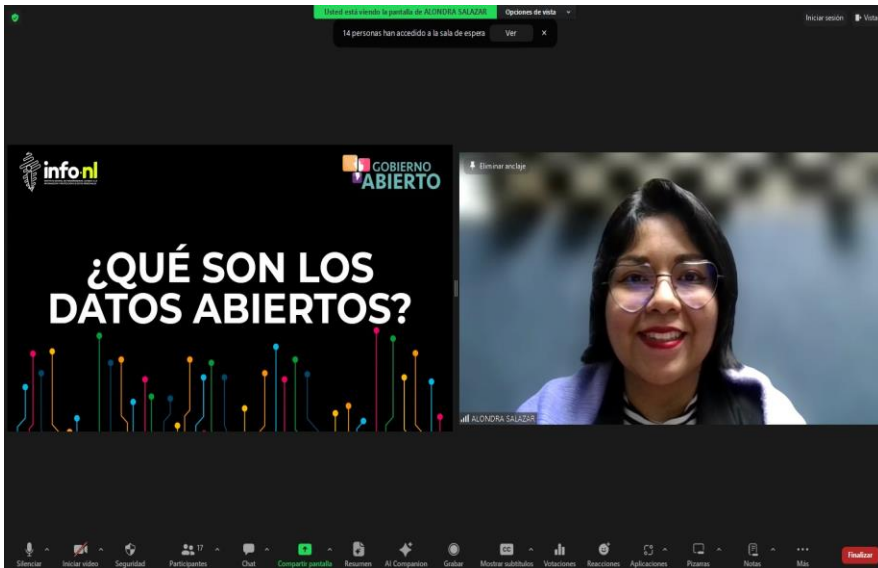 Usted está viendo la pantalla de ALONDRA SALAZAR Opciones de vista
Iniciar sesión Vista
14 personas han accedido a la sala de espera Ver
info·nl
GOBIERNO
ABIERTO
Eliminar anclaje
¿QUÉ SON LOS
DATOS ABIERTOS?
ALONDRA SALAZAR
17
CC
Silenciar Iniciar video Seguridad Participantes Chat Compartir pantalla Resumen AI Companion Grabar Mostrar subtítulos Votaciones Reacciones Aplicaciones Pizarras Notas Más Finalizar